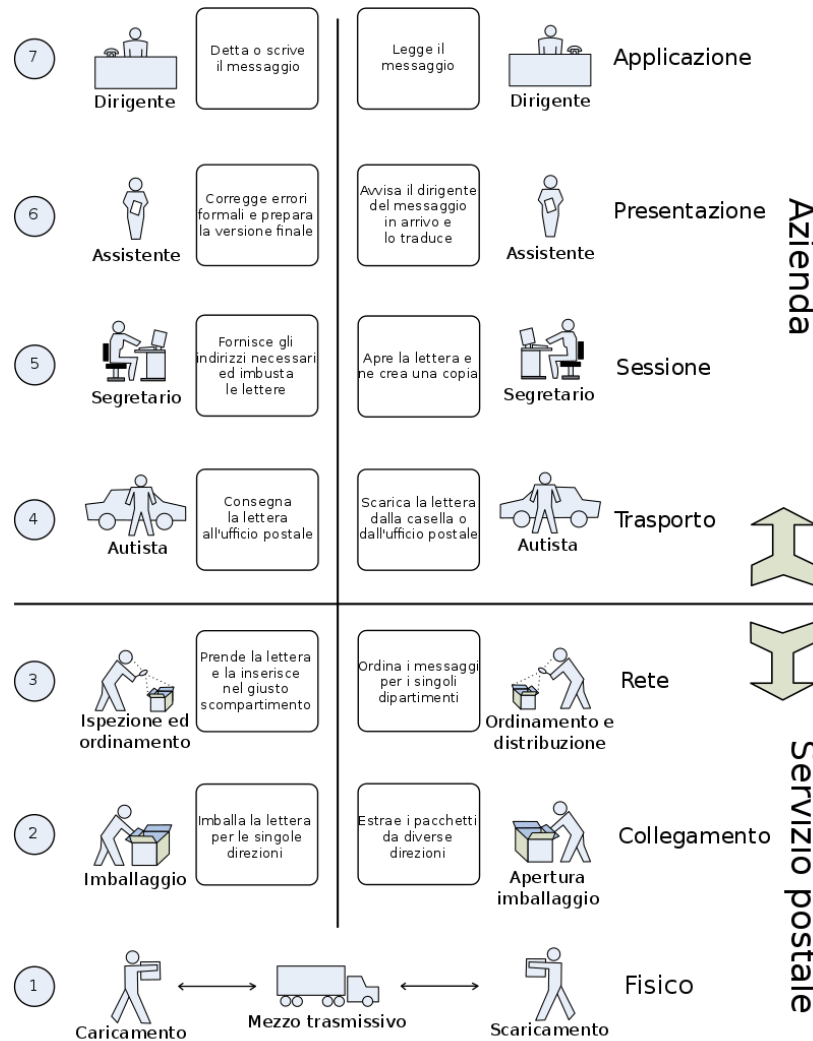 7
Dirigente
Detta o scrive
il messaggio
Legge il
messaggio
Dirigente
Applicazione
6
Assistente
Corregge errori
formali e prepara
la versione finale
Avvisa il dirigente
del messaggio
in arrivo e
lo traduce
Assistente
Presentazione
Azienda
5
Segretario
Fornisce gli
indirizzi necessari
ed imbusta
le lettere
Apre la lettera e
ne crea una copia
Segretario
Sessione
4
Autista
Consegna
la lettera
all'ufficio postale
Scarica la lettera
dalla casella o
dall'ufficio postale
Autista
Trasporto
3
Ispezione ed
ordinamento
Prende la lettera
e la inserisce
nel giusto
scompartimento
Ordina i messaggi
per i singoli
dipartimenti
Ordinamento e
distribuzione
Rete
2
Imballaggio
Imballa la lettera
per le singole
direzioni
Estrae i pacchetti
da diverse
direzioni
Apertura
imballaggio
Collegamento
Servizio postale
1
Caricamento
Mezzo trasmissivo
Scaricamento
Fisico